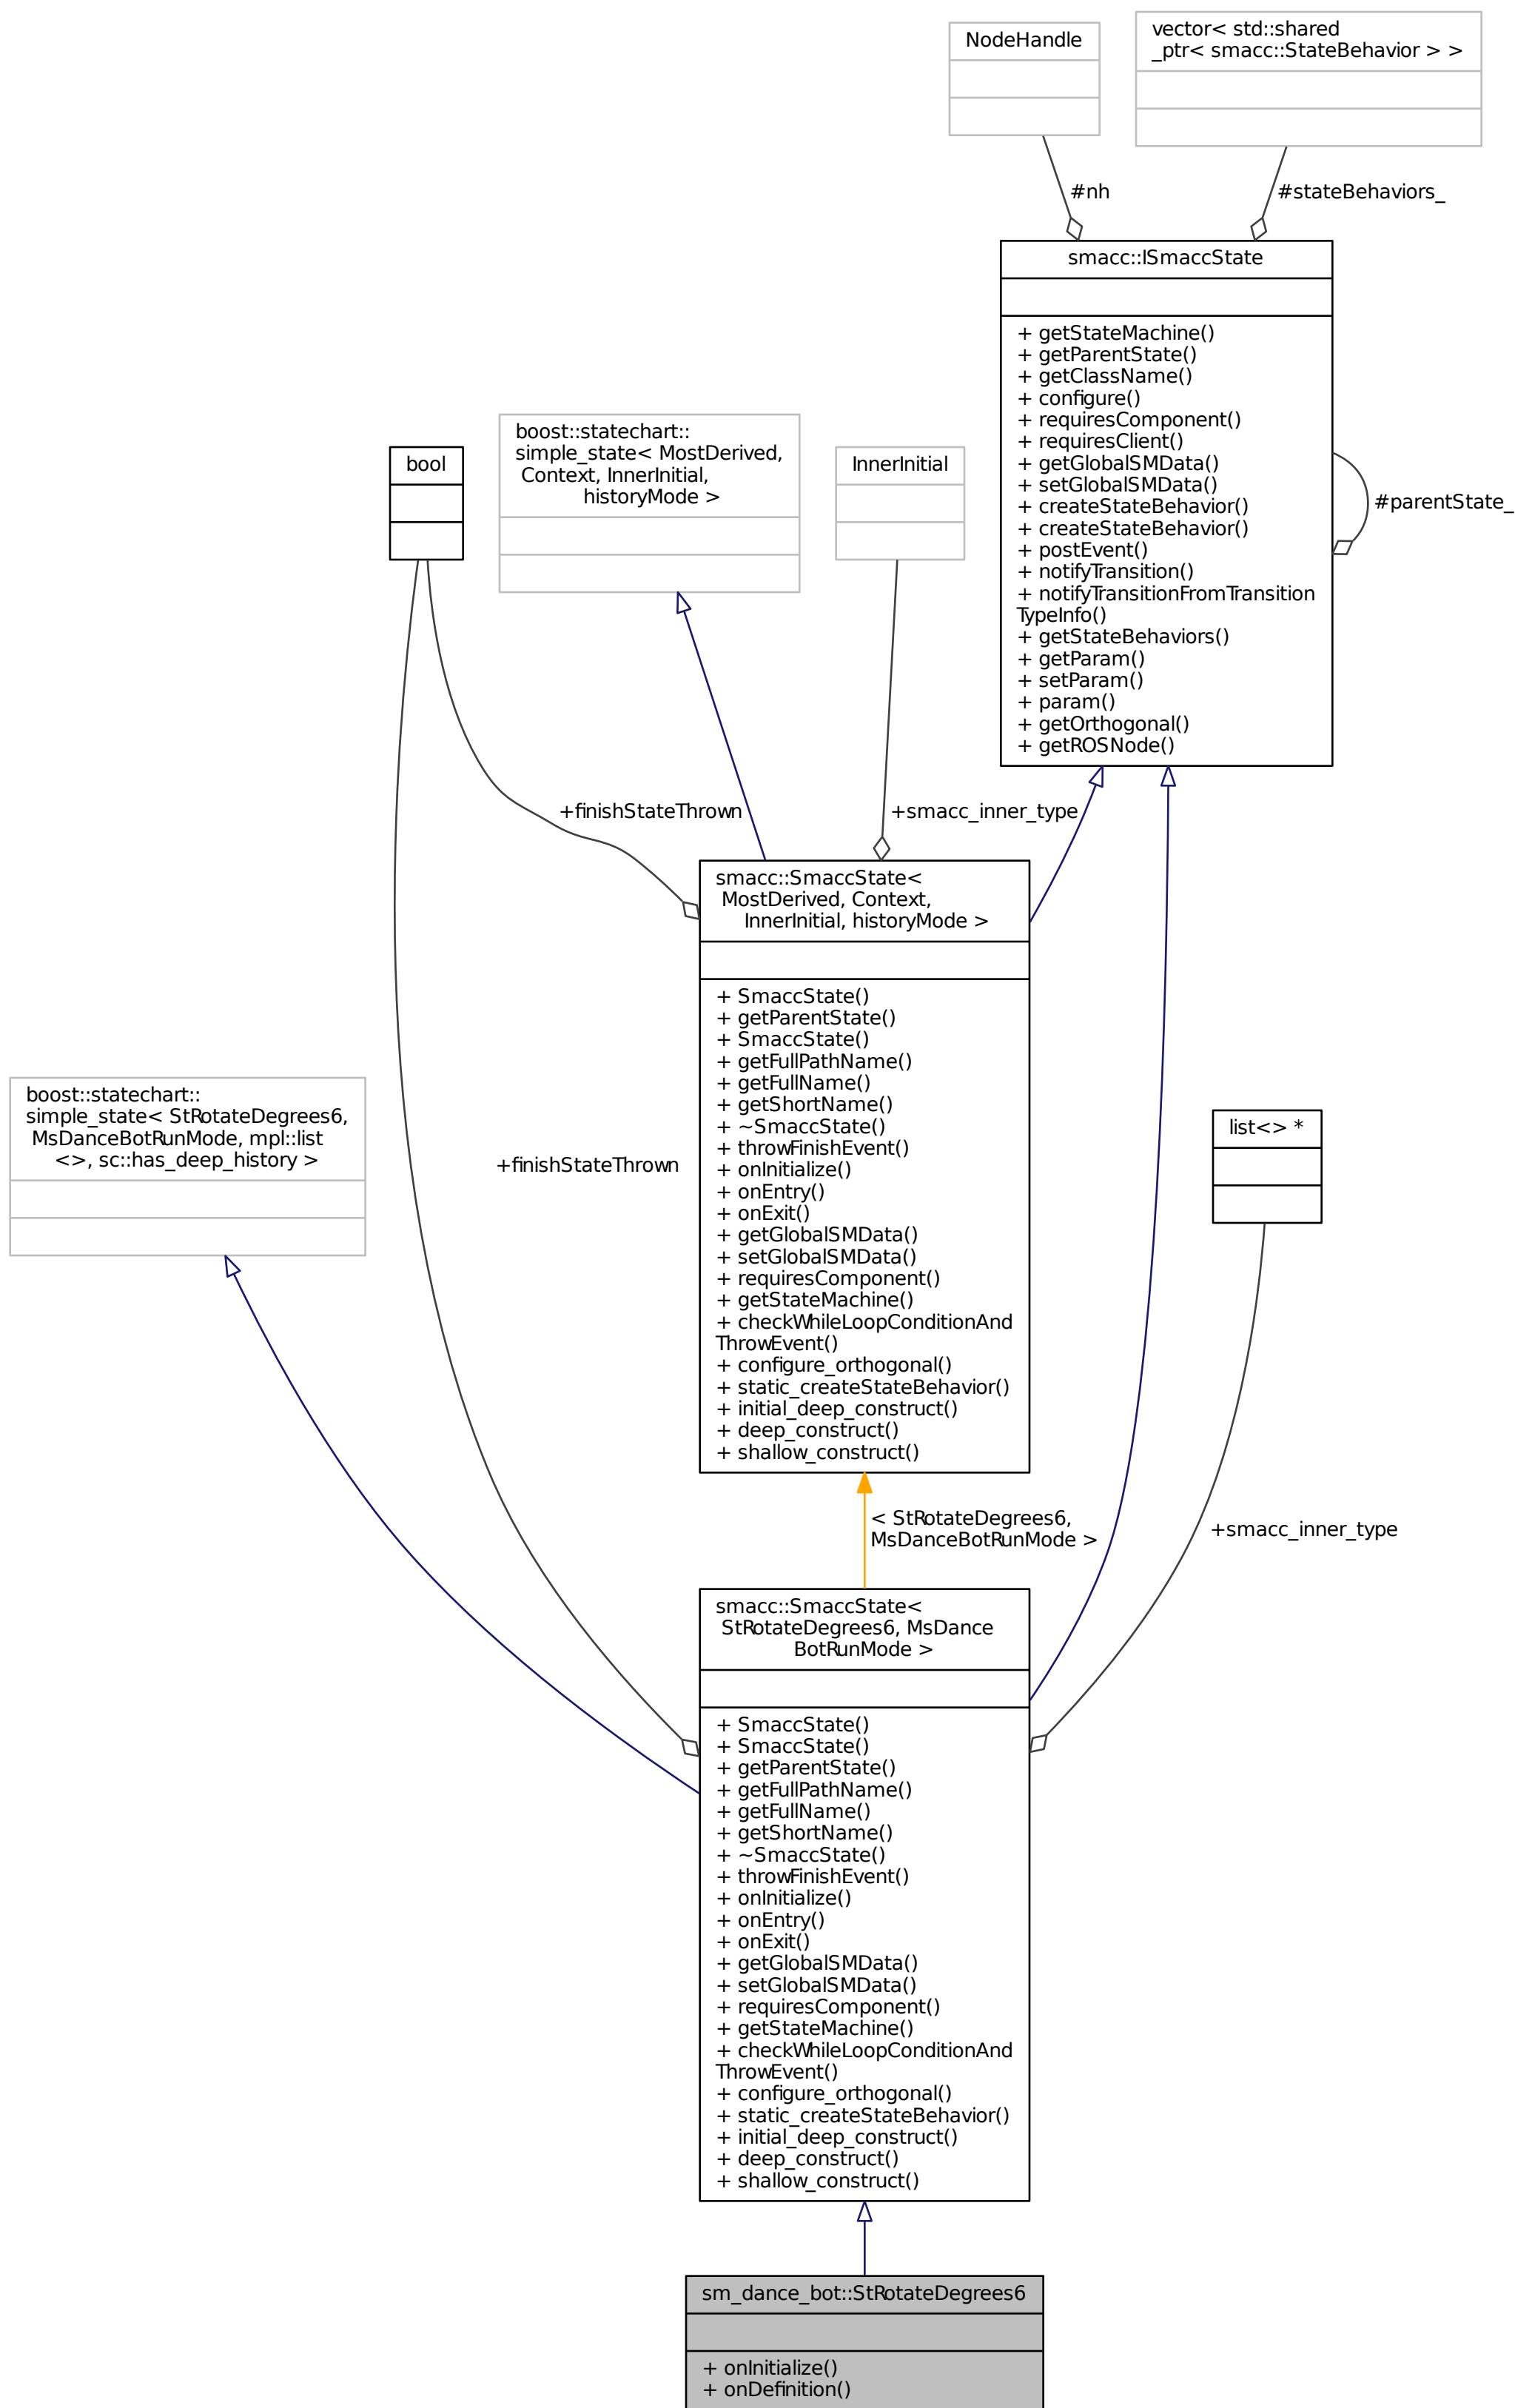 NodeHandle
vector< std::shared
_ptr< smacc::StateBehavior > >
#nh
#stateBehaviors_
smacc::ISmaccState
+ getStateMachine()
+ getParentState()
+ getClassName()
+ configure()
+ requiresComponent()
+ requiresClient()
+ getGlobalSMData()
+ setGlobalSMData()
+ createStateBehavior()
+ createStateBehavior()
+ postEvent()
+ notifyTransition()
+ notifyTransitionFromTransition
TypeInfo()
+ getStateBehaviors()
+ getParam()
+ setParam()
+ param()
+ getOrthogonal()
+ getROSNode()
#parentState_
bool
boost::statechart::
simple_state< MostDerived,
Context, InnerInitial,
historyMode >
InnerInitial
+finishStateThrown
+smacc_inner_type
smacc::SmaccState<
MostDerived, Context,
InnerInitial, historyMode >
+ SmaccState()
+ getParentState()
+ SmaccState()
+ getFullPathName()
+ getFullName()
+ getShortName()
+ ~SmaccState()
+ throwFinishEvent()
+ onInitialize()
+ onEntry()
+ onExit()
+ getGlobalSMData()
+ setGlobalSMData()
+ requiresComponent()
+ getStateMachine()
+ checkWhileLoopConditionAnd
ThrowEvent()
+ configure_orthogonal()
+ static_createStateBehavior()
+ initial_deep_construct()
+ deep_construct()
+ shallow_construct()
boost::statechart::
simple_state< StRotateDegrees6,
MsDanceBotRunMode, mpl::list
<>, sc::has_deep_history >
+finishStateThrown
list<> *
< StRotateDegrees6,
MsDanceBotRunMode >
+smacc_inner_type
smacc::SmaccState<
StRotateDegrees6, MsDance
BotRunMode >
+ SmaccState()
+ SmaccState()
+ getParentState()
+ getFullPathName()
+ getFullName()
+ getShortName()
+ ~SmaccState()
+ throwFinishEvent()
+ onInitialize()
+ onEntry()
+ onExit()
+ getGlobalSMData()
+ setGlobalSMData()
+ requiresComponent()
+ getStateMachine()
+ checkWhileLoopConditionAnd
ThrowEvent()
+ configure_orthogonal()
+ static_createStateBehavior()
+ initial_deep_construct()
+ deep_construct()
+ shallow_construct()
sm_dance_bot::StRotateDegrees6
+ onInitialize()
+ onDefinition()